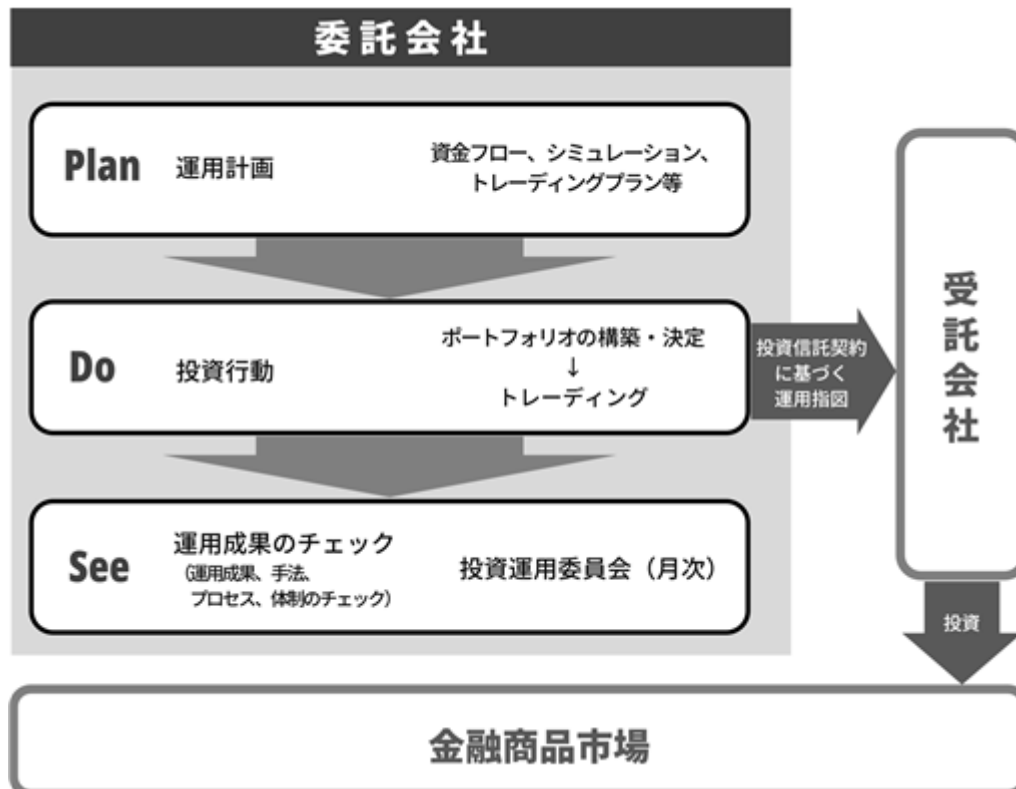 委託会社
Plan
運用計画
資金フロー、シミュレーション、
トレーディングプラン等
Do
投資行動
ポートフォリオの構築・決定
↓
トレーディング
投資信託契約
に基づく
運用指図
受託会社
See
運用成果のチェック
(運用成果、手法、
プロセス、体制のチェック)
投資運用委員会(月次)
投資
金融商品市場